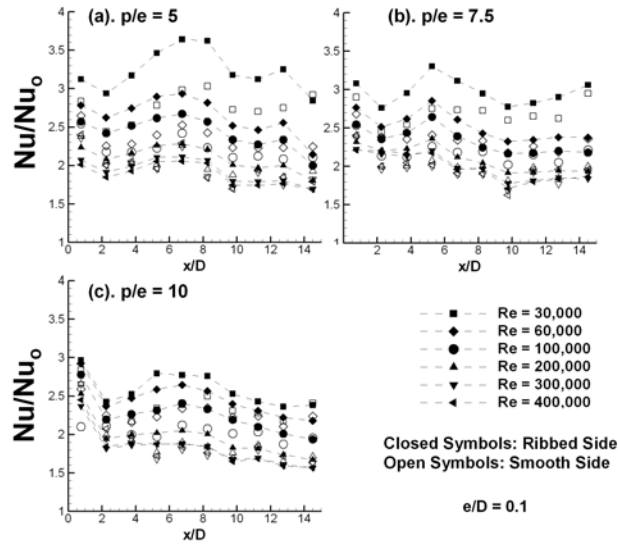 (a). p/e = 5
4
3.5
3
2.5
2
1.5
1
Nu/Nuo
0 2 4 6 8 10 12 14
x/D
(b). p/e = 7.5
4
3.5
3
2.5
2
1.5
1
2 4 6 8 10 12 14
x/D
(c). p/e = 10
4
3.5
3
2.5
2
1.5
1
Nu/Nuo
0 2 4 6 8 10 12 14
x/D
Re = 30,000
Re = 60,000
Re = 100,000
Re = 200,000
Re = 300,000
Re = 400,000
Closed Symbols: Ribbed Side
Open Symbols: Smooth Side
e/D = 0.1